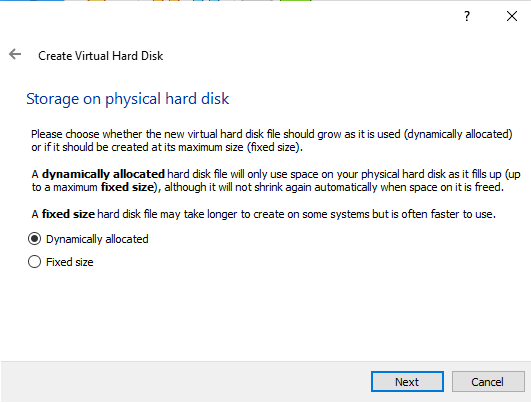 ?
Create Virtual Hard Disk
Storage on physical hard disk
Please choose whether the new virtual hard disk file should grow as it is used (dynamically allocated)
or if it should be created at its maximum size (fixed size).
A dynamically allocated hard disk file will only use space on your physical hard disk as it fills up (up
to a maximum fixed size), although it will not shrink again automatically when space on it is freed.
A fixed size hard disk file may take longer to create on some systems but is often faster to use.
Dynamically allocated
Fixed size
Next
Cancel